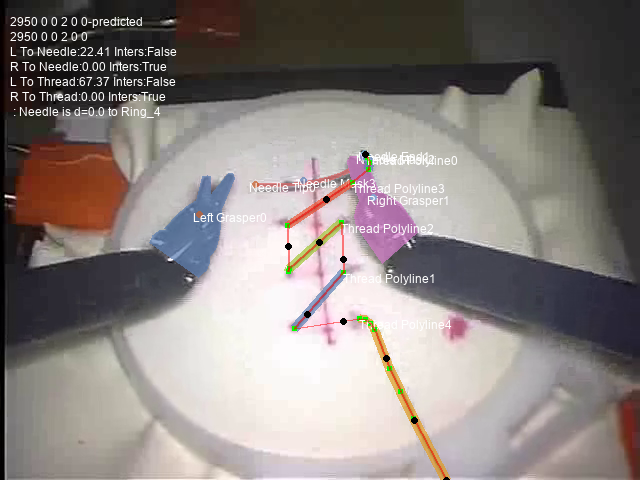 2950 0 0 2 0 0-predicted
2950 0 0 2 0 0
L To Needle:22.41 Inters:False
R To Needle:0.00 Inters:True
L To Thread:67.37 Inters:False
R To Thread:0.00 Inters:True
: Needle is d=0.0 to Ring_4
Thread Polyline0
Needle Tip0
Needle Mask3
Thread Polyline3
Right Grasper1
Left Grasper0
Thread Polyline2
Thread Polyline1
Thread Polyline4